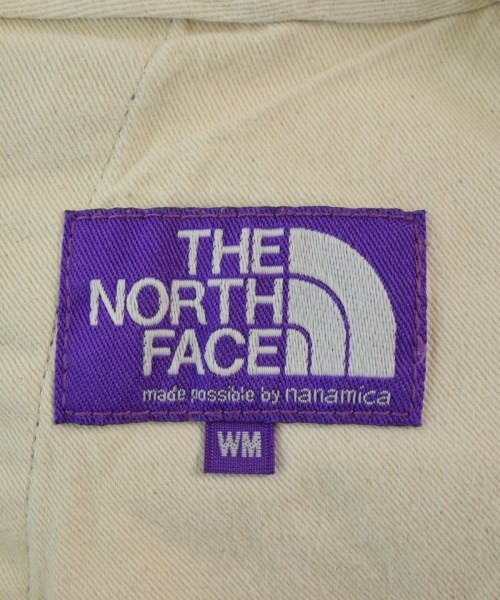 THE
NORTH
FACE
made possible by nanamica
WM